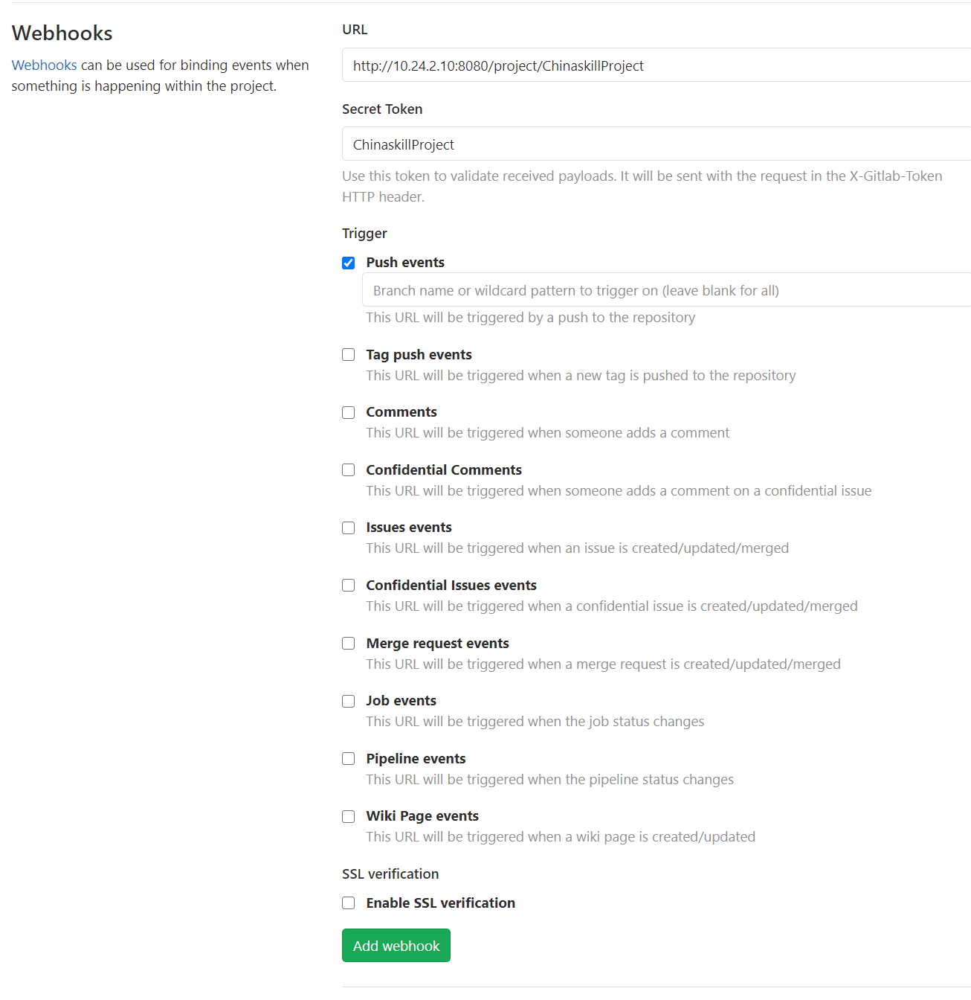 Webhooks
Webhooks can be used for binding events when
something is happening within the project.
URL
http://10.24.2.10:8080/project/ChinaskillProject
Secret Token
ChinaskillProject
Use this token to validate received payloads. It will be sent with the request in the X-Gitlab-Token
HTTP header.
Trigger
Push events
Branch name or wildcard pattern to trigger on (leave blank for all)
This URL will be triggered by a push to the repository
Tag push events
This URL will be triggered when a new tag is pushed to the repository
Comments
This URL will be triggered when someone adds a comment
Confidential Comments
This URL will be triggered when someone adds a comment on a confidential issue
Issues events
This URL will be triggered when an issue is created/updated/merged
Confidential Issues events
This URL will be triggered when a confidential issue is created/updated/merged
Merge request events
This URL will be triggered when a merge request is created/updated/merged
Job events
This URL will be triggered when the job status changes
Pipeline events
This URL will be triggered when the pipeline status changes
Wiki Page events
This URL will be triggered when a wiki page is created/updated
SSL verification
Enable SSL verification
Add webhook